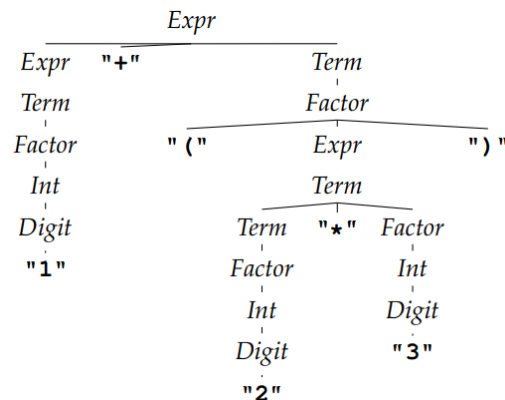 Expr
Expr "+" Term
Term Factor
Factor "(" Expr ")"
Int Term
Digit Term "*" Factor
"1" Factor Int
Int Digit
Digit "3"
"2"